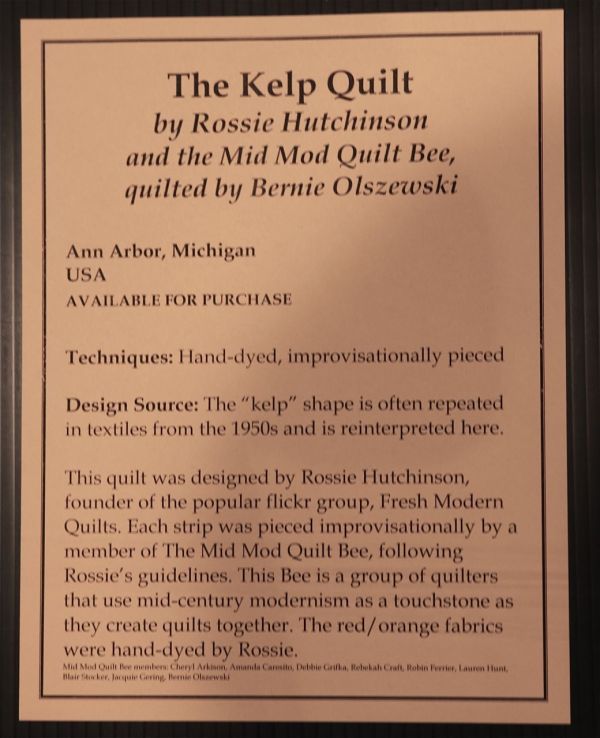 The Kelp Quilt
by Rossie Hutchinson
and the Mid Mod Quilt Bee,
quilted by Bernie Olszewski
Ann Arbor, Michigan
USA
AVAILABLE FOR PURCHASE
Techniques: Hand-dyed, improvisationally pieced
Design Source: The “kelp” shape is often repeated
in textiles from the 1950s and is reinterpreted here.
This quilt was designed by Rossie Hutchinson,
founder of the popular flickr group, Fresh Modern
Quilts. Each strip was pieced improvisationally by a
member of The Mid Mod Quilt Bee, following
Rossie’s guidelines. This Bee is a group of quilters
that use mid-century modernism as a touchstone as
they create quilts together. The red/orange fabrics
were hand-dyed by Rossie.
Mid Mod Quilt Bee members: Cheryl Arkison, Amanda Carestio, Debbie Grifka, Rebekah Craft, Robin Ferrier, Lauren Hunt,
Blair Stocker, Jacquie Gering, Bernie Olszewski